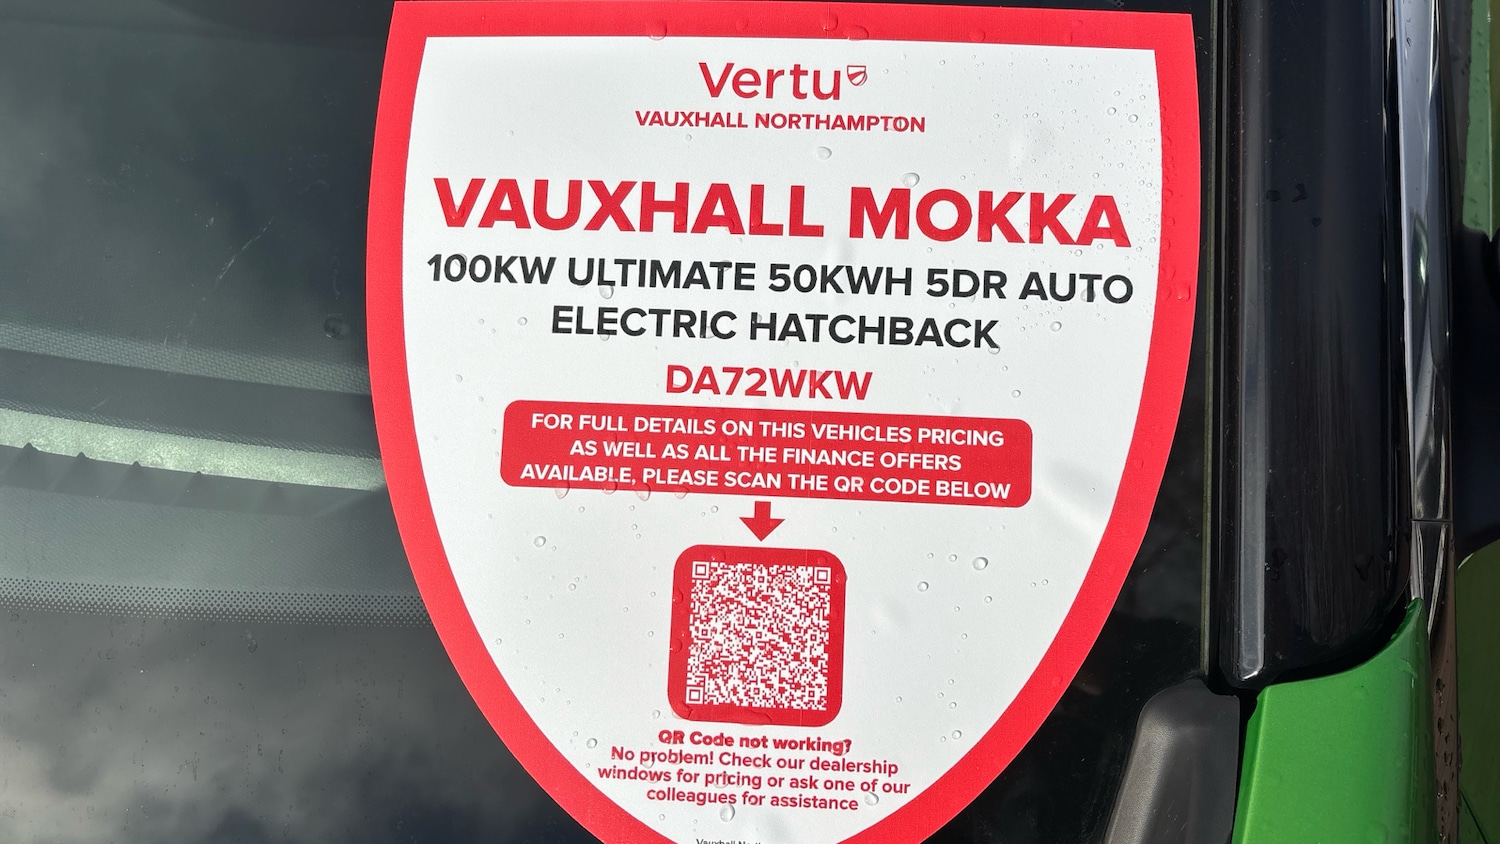 Vertu
VAUXHALL NORTHAMPTON
VAUXHALL MOKKA
100KW ULTIMATE 50KWH 5DR AUTO
ELECTRIC HATCHBACK
DA72WKW
FOR FULL DETAILS ON THIS VEHICLES PRICING
AS WELL AS ALL THE FINANCE OFFERS
AVAILABLE, PLEASE SCAN THE QR CODE BELOW
QR Code not working?
No problem! Check our dealership
windows for pricing or ask one of our
colleagues for assistance
Vauxhall